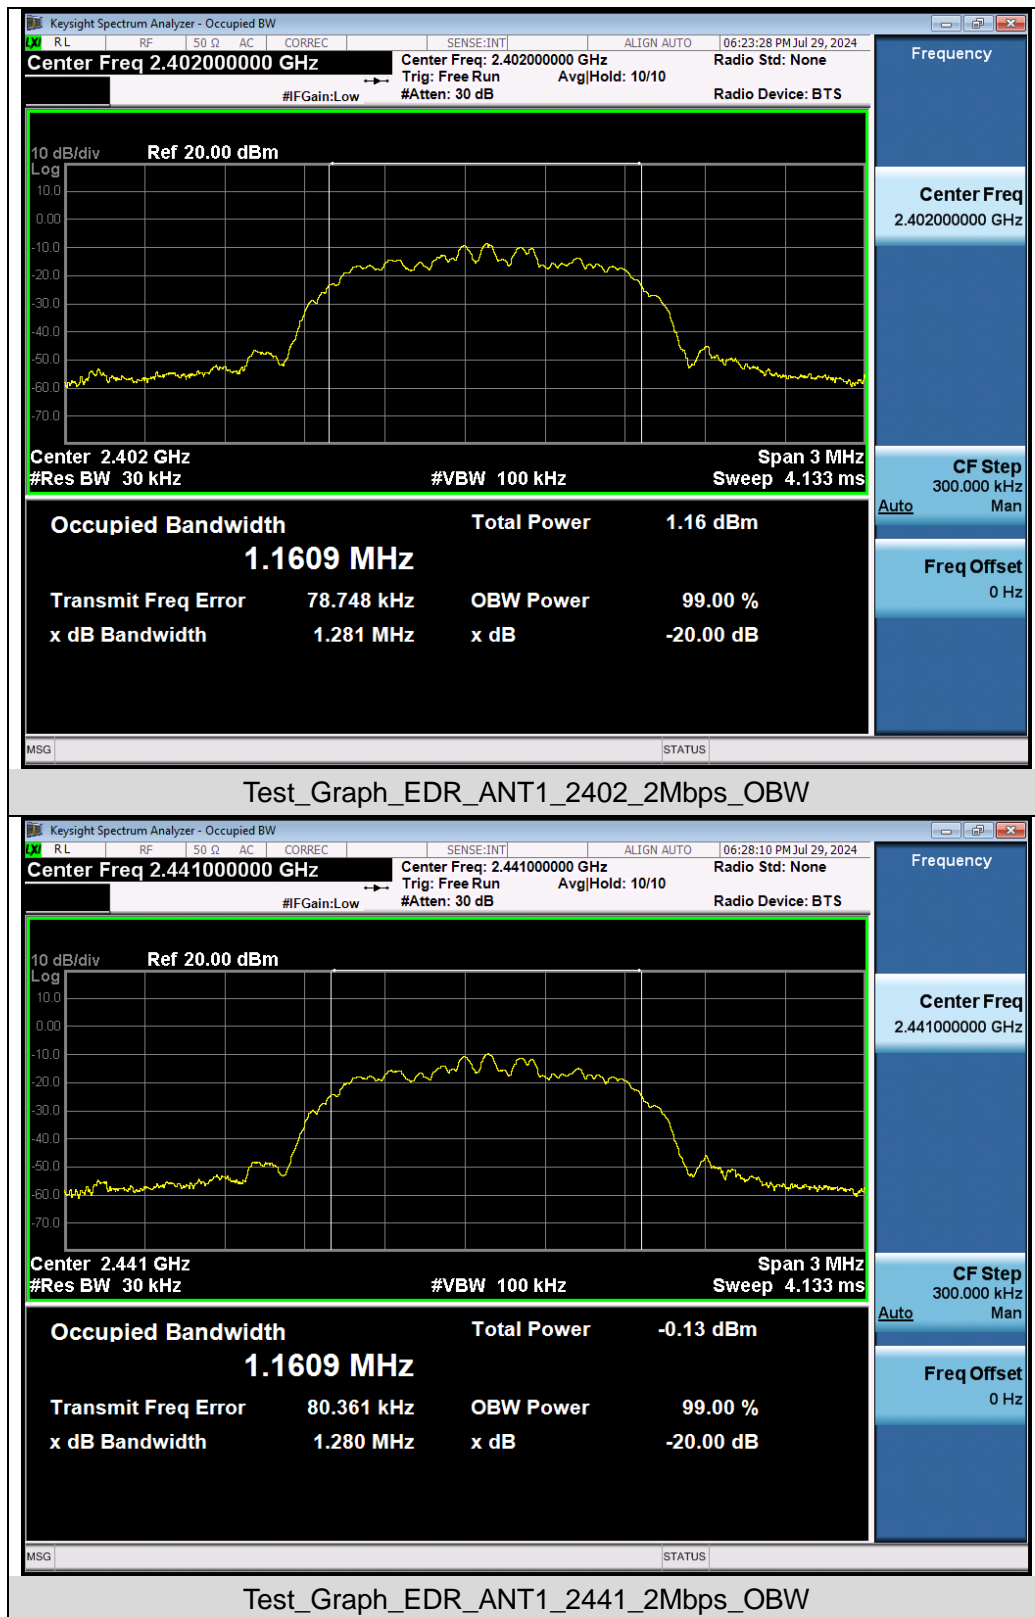 Keysight Spectrum Analyzer - Occupied BW
LXI RL RF 50 Ω AC CORREC SENSE:INT ALIGN AUTO 06:23:28 PM Jul 29, 2024
Center Freq 2.402000000 GHz Center Freq: 2.402000000 GHz Radio Std: None Frequency
Trig: Free Run Avg|Hold: 10/10
#IFGain:Low #Atten: 30 dB Radio Device: BTS
10 dB/div Ref 20.00 dBm
Log
10.0
0.00
-10.0
-20.0
-30.0
-40.0
-50.0
-60.0
-70.0
Center Freq
2.402000000 GHz
Center 2.402 GHz Span 3 MHz
#Res BW 30 kHz #VBW 100 kHz Sweep 4.133 ms
CF Step
300.000 kHz
Auto Man
Occupied Bandwidth Total Power 1.16 dBm
1.1609 MHz
Transmit Freq Error 78.748 kHz OBW Power 99.00 %
x dB Bandwidth 1.281 MHz x dB -20.00 dB
Freq Offset
0 Hz
MSG STATUS
Test_Graph_EDR_ANT1_2402_2Mbps_OBW
Keysight Spectrum Analyzer - Occupied BW
LXI RL RF 50 Ω AC CORREC SENSE:INT ALIGN AUTO 06:28:10 PM Jul 29, 2024
Center Freq 2.441000000 GHz Center Freq: 2.441000000 GHz Radio Std: None Frequency
Trig: Free Run Avg|Hold: 10/10
#IFGain:Low #Atten: 30 dB Radio Device: BTS
10 dB/div Ref 20.00 dBm
Log
10.0
0.00
-10.0
-20.0
-30.0
-40.0
-50.0
-60.0
-70.0
Center Freq
2.441000000 GHz
Center 2.441 GHz Span 3 MHz
#Res BW 30 kHz #VBW 100 kHz Sweep 4.133 ms
CF Step
300.000 kHz
Auto Man
Occupied Bandwidth Total Power -0.13 dBm
1.1609 MHz
Transmit Freq Error 80.361 kHz OBW Power 99.00 %
x dB Bandwidth 1.280 MHz x dB -20.00 dB
Freq Offset
0 Hz
MSG STATUS
Test_Graph_EDR_ANT1_2441_2Mbps_OBW